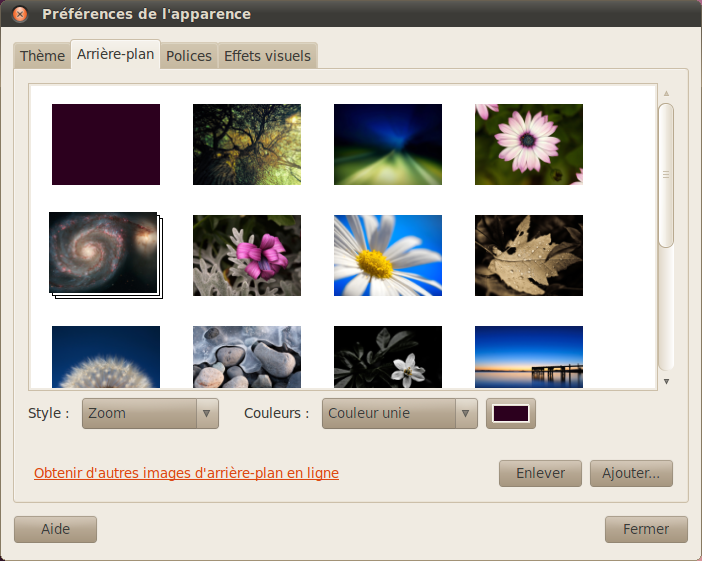 Préférences de l'apparence
Thème Arrière-plan Polices Effets visuels
Style : Zoom Couleurs : Couleur unie
Obtenir d'autres images d'arrière-plan en ligne Enlever Ajouter...
Aide Fermer